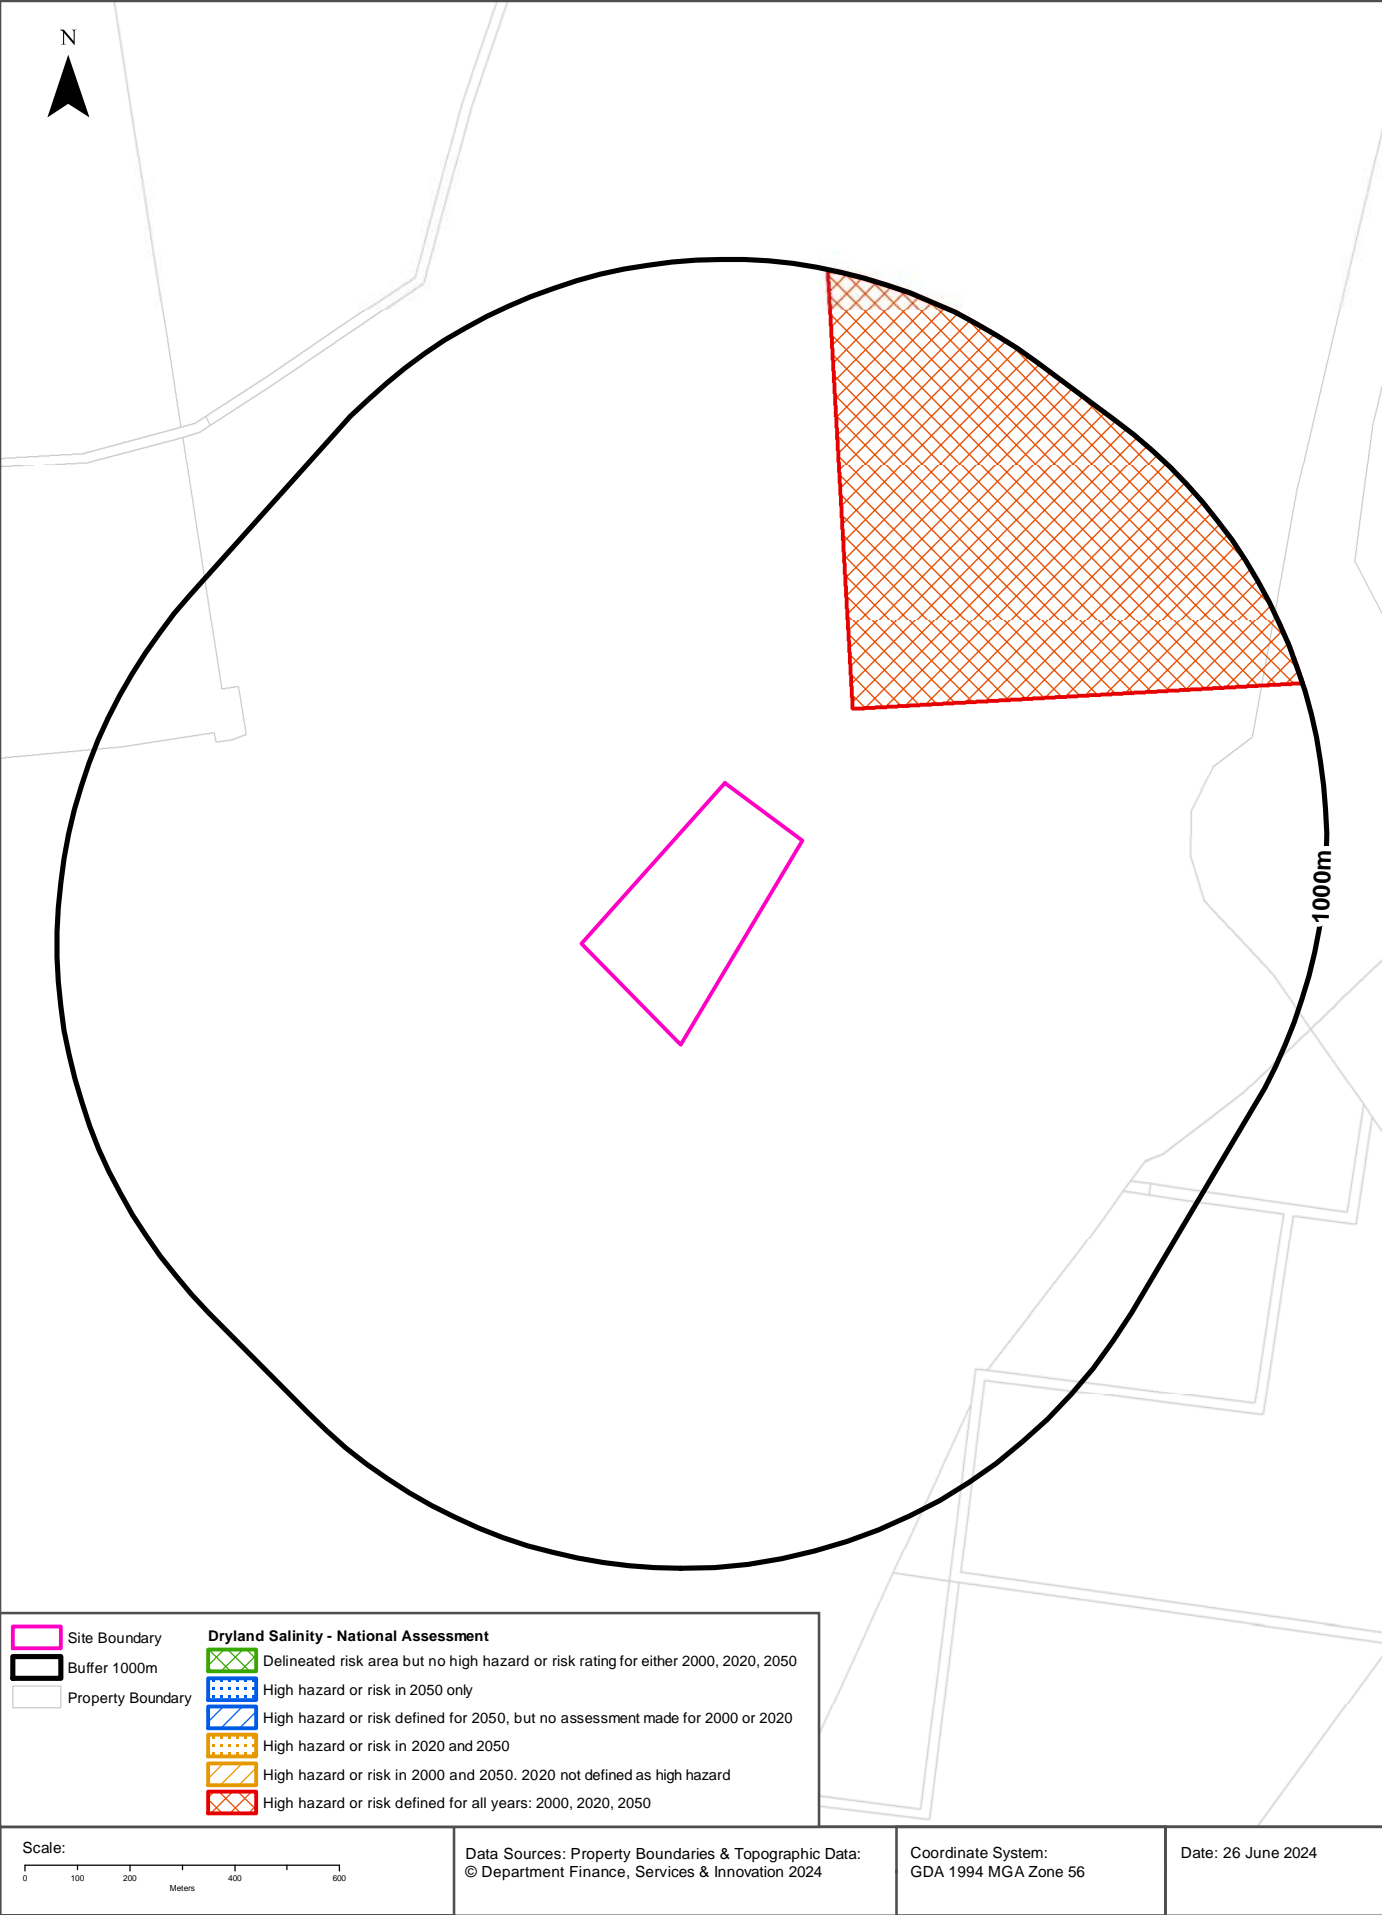 N
1000m
Site Boundary
Buffer 1000m
Property Boundary
Dryland Salinity - National Assessment
Delineated risk area but no high hazard or risk rating for either 2000, 2020, 2050
High hazard or risk in 2050 only
High hazard or risk defined for 2050, but no assessment made for 2000 or 2020
High hazard or risk in 2020 and 2050
High hazard or risk in 2000 and 2050. 2020 not defined as high hazard
High hazard or risk defined for all years: 2000, 2020, 2050
Scale:
0 100 200 400 600
Meters
Data Sources: Property Boundaries & Topographic Data:
© Department Finance, Services & Innovation 2024
Coordinate System:
GDA 1994 MGA Zone 56
Date: 26 June 2024